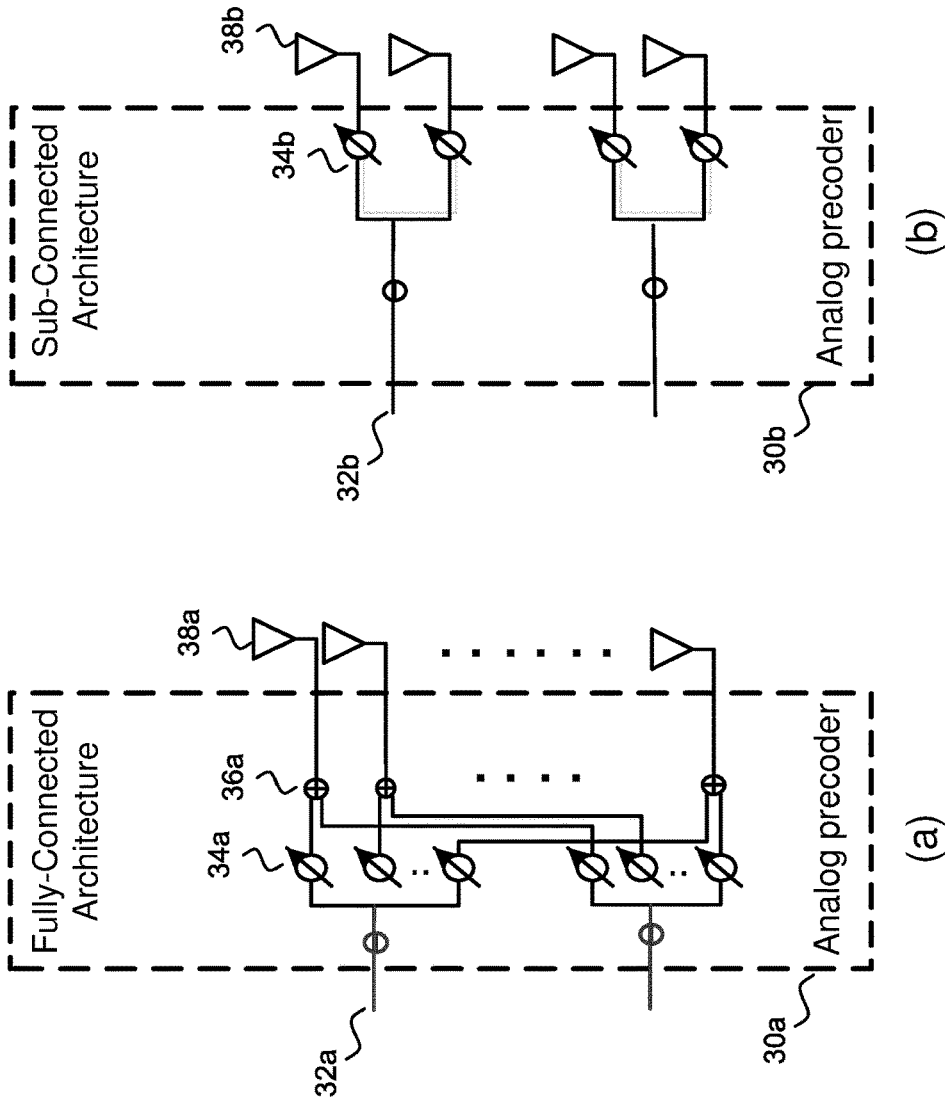 Fully-Connected
Architecture
38a
36a
34a
32a
30a
Analog precoder
(a)
Sub-Connected
Architecture
38b
34b
32b
30b
Analog precoder
(b)